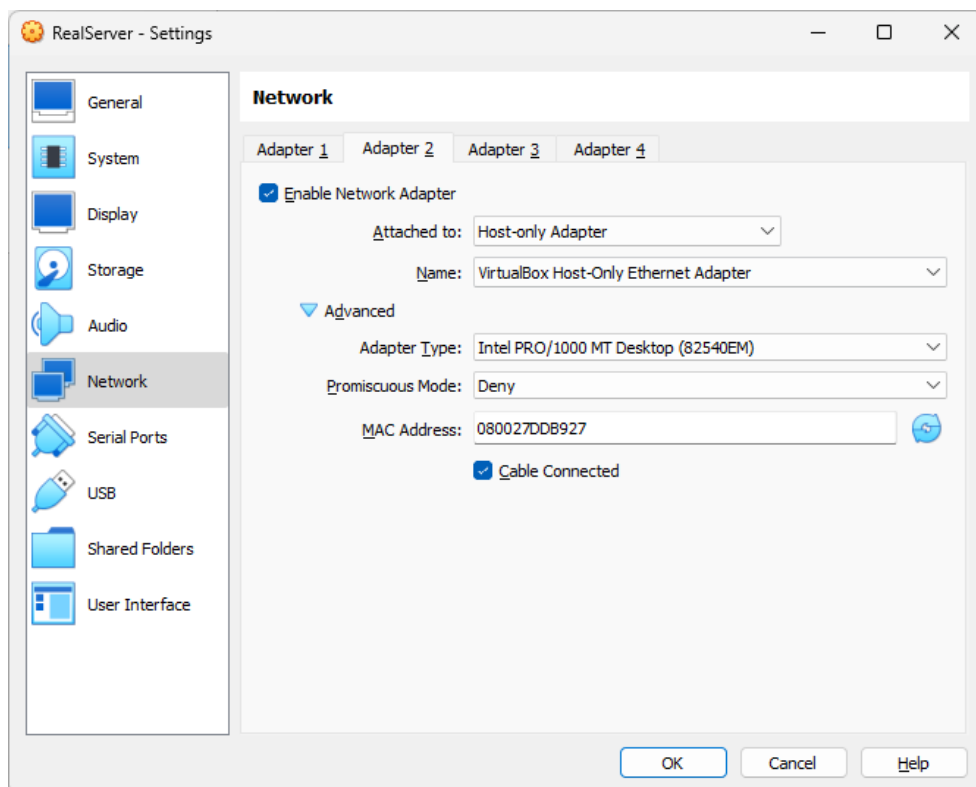 RealServer - Settings
General
System
Display
Storage
Audio
Network
Serial Ports
USB
Shared Folders
User Interface
Network
Adapter 1 Adapter 2 Adapter 3 Adapter 4
Enable Network Adapter
Attached to: Host-only Adapter
Name: VirtualBox Host-Only Ethernet Adapter
Advanced
Adapter Type: Intel PRO/1000 MT Desktop (82540EM)
Promiscuous Mode: Deny
MAC Address: 080027DDB927
Cable Connected
OK Cancel Help